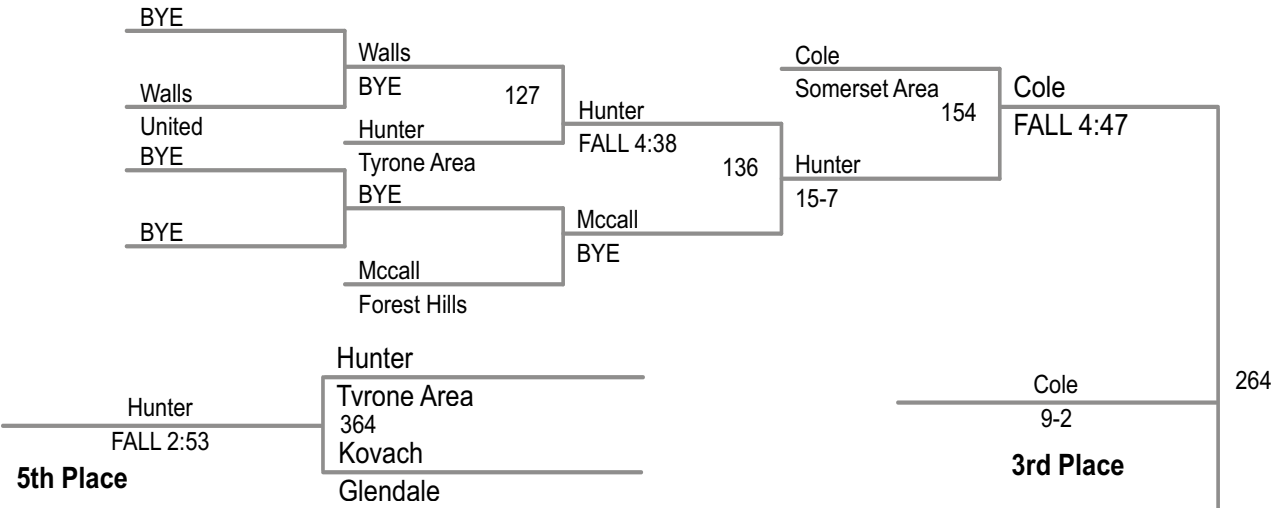 BYE
Walls
BYE
127
Walls
United
Hunter
Tyrone Area
Hunter
FALL 4:38
136
BYE
BYE
BYE
Mccall
BYE
Mccall
Forest Hills
Cole
Somerset Area
154
Hunter
15-7
Cole
FALL 4:47
264
Hunter
Tyrone Area
364
Kovach
Glendale
Hunter
FALL 2:53
5th Place
Cole
9-2
3rd Place